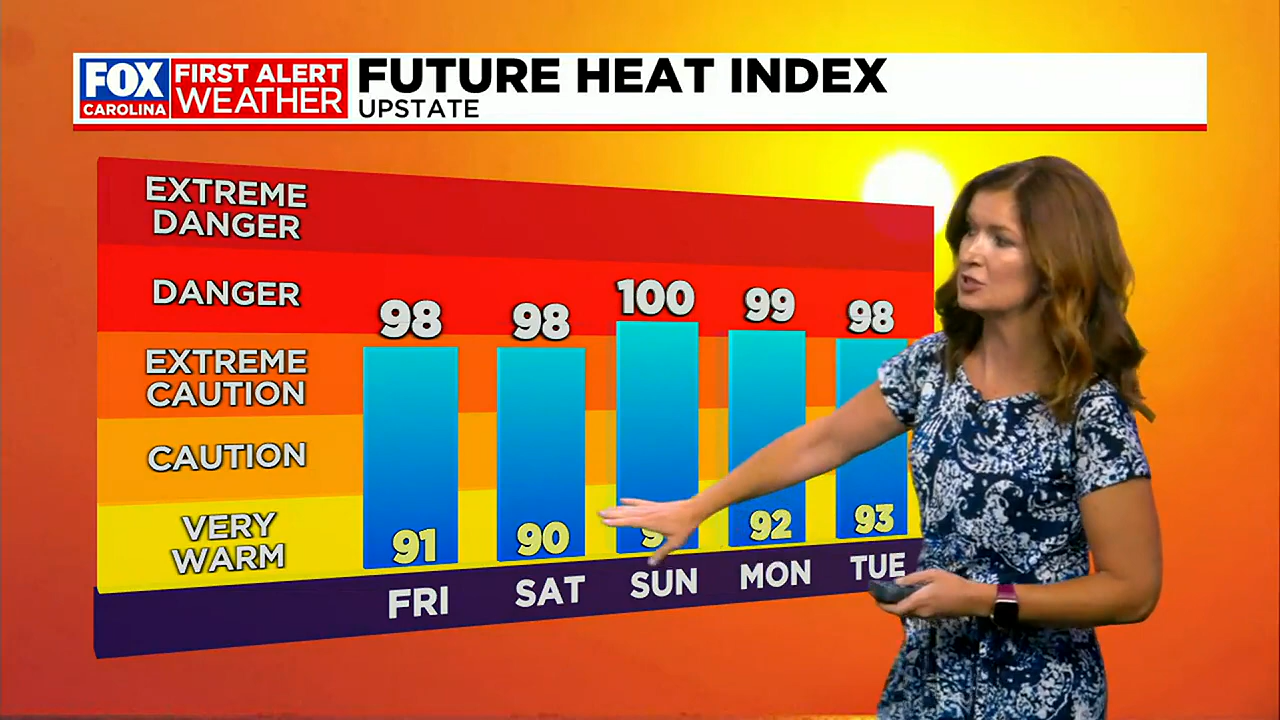 FOX
CAROLINA
FIRST ALERT
WEATHER
FUTURE HEAT INDEX
UPSTATE
EXTREME
DANGER
DANGER
EXTREME
CAUTION
CAUTION
VERY
WARM
98 98 100 99 98
91 90 92 93
FRI SAT SUN MON TUE